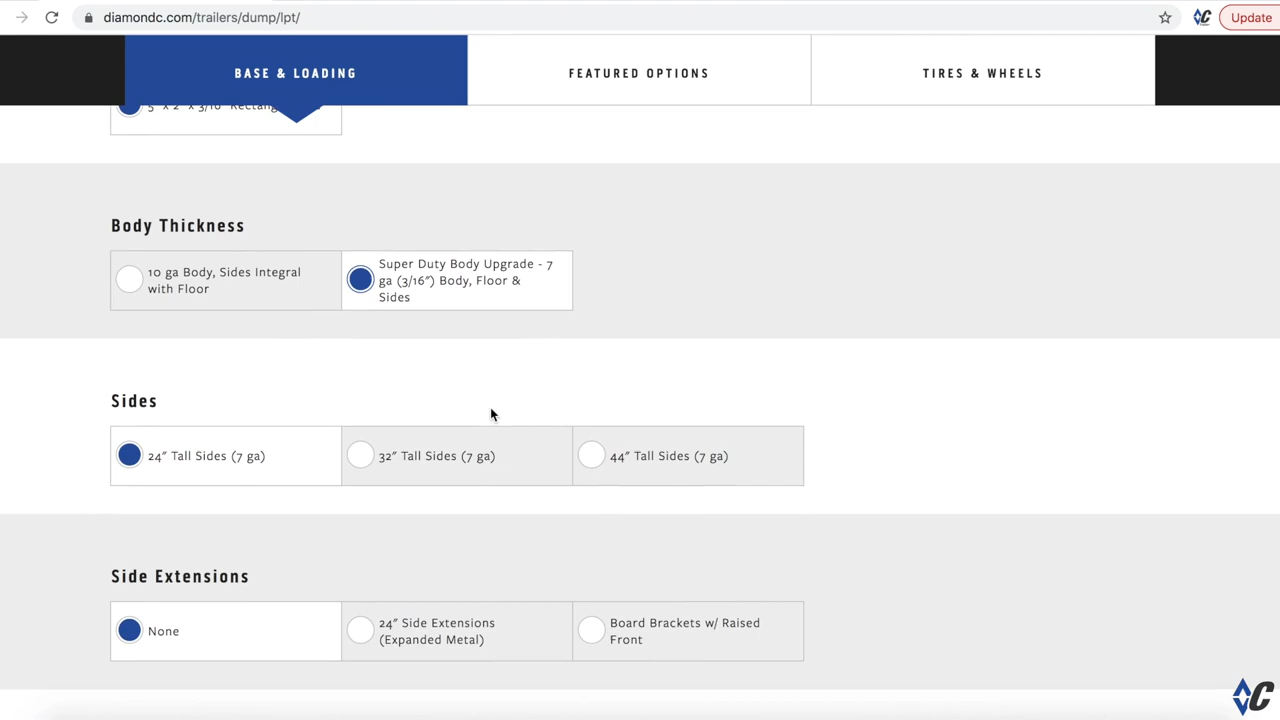 diamondc.com/trailers/dump/lpt/
Update
BASE & LOADING
FEATURED OPTIONS
TIRES & WHEELS
Body Thickness
10 ga Body, Sides Integral
with Floor
Super Duty Body Upgrade - 7
ga (3/16″) Body, Floor &
Sides
Sides
24″ Tall Sides (7 ga)
32″ Tall Sides (7 ga)
44″ Tall Sides (7 ga)
Side Extensions
None
24″ Side Extensions
(Expanded Metal)
Board Brackets w/ Raised
Front